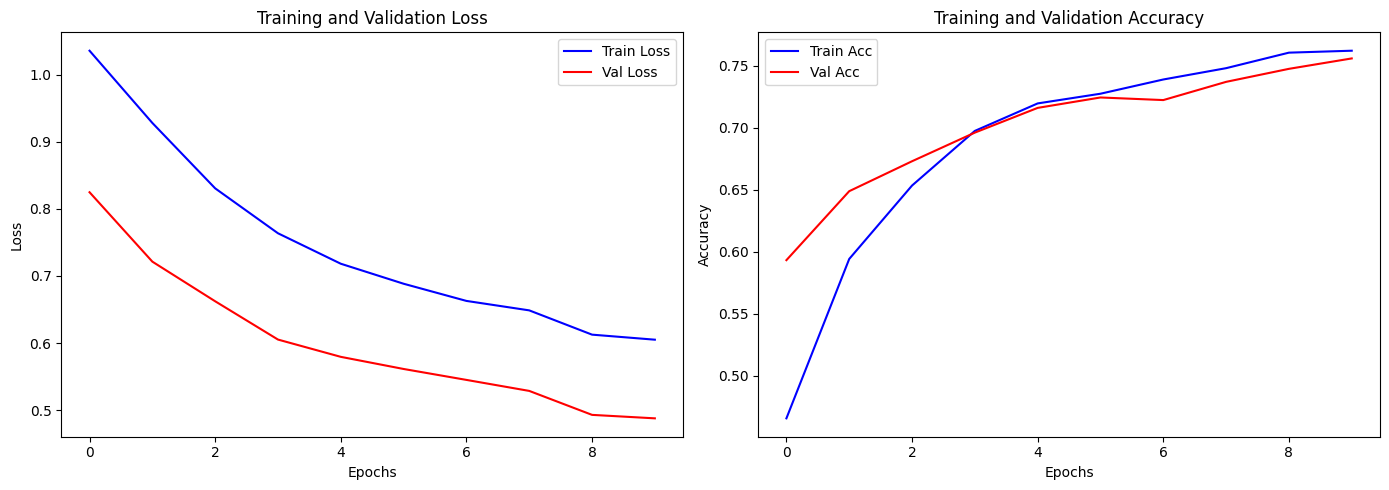 Training and Validation Loss
Train Loss
Val Loss
1.0
0.9
0.8
0.7
0.6
0.5
Loss
0
2
4
6
8
Epochs
Training and Validation Accuracy
Train Acc
Val Acc
0.75
0.70
0.65
0.60
0.55
0.50
Accuracy
0
2
4
6
8
Epochs